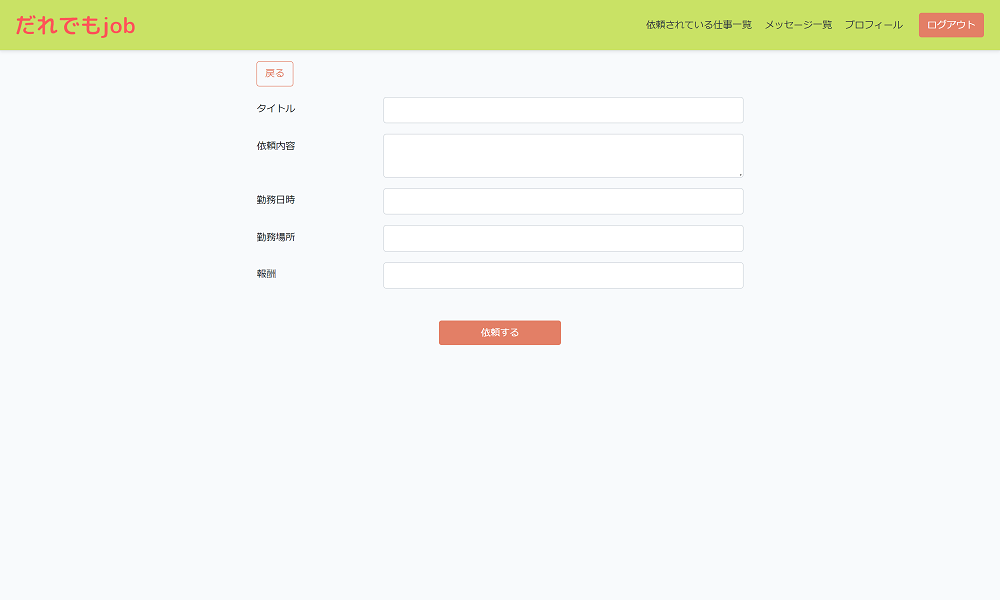 だれでもjob
依頼されている仕事一覧 メッセージ一覧 プロフィール ログアウト
戻る
タイトル
依頼内容
勤務日時
勤務場所
報酬
依頼する